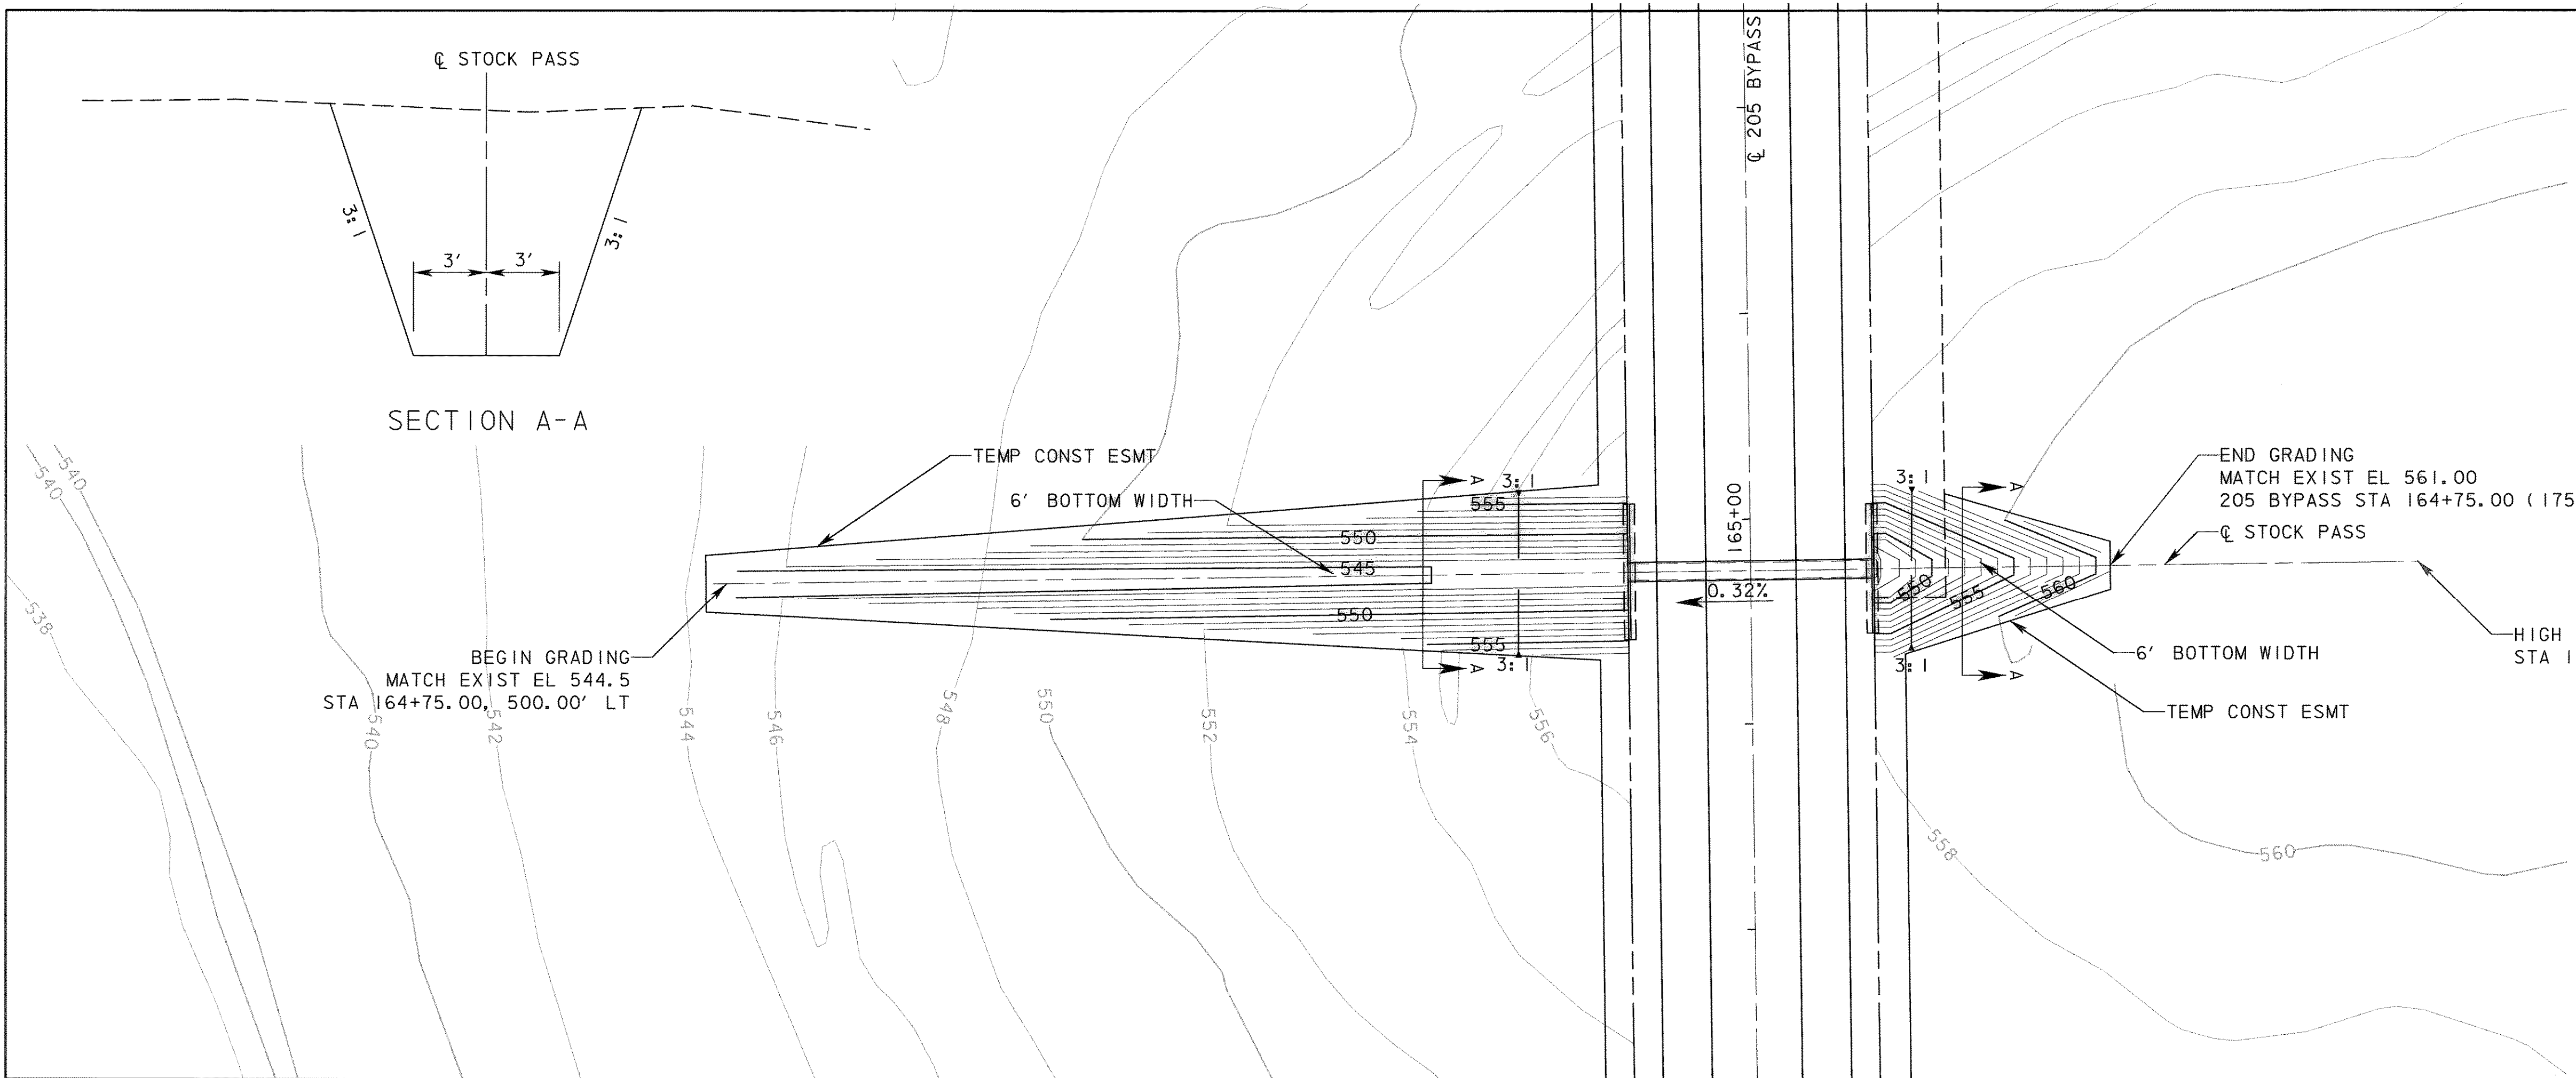 ℄ STOCK PASS
3:1
3:1
3' 3'
SECTION A-A
℄ 205 BYPASS
165+00
0.32%
TEMP CONST ESMT
6' BOTTOM WIDTH
BEGIN GRADING
MATCH EXIST EL 544.5
STA 164+75.00, 500.00' LT
A
A
3:1
3:1
555
550
545
550
555
3:1
3:1
A
A
550
555
560
END GRADING
MATCH EXIST EL 561.00
205 BYPASS STA 164+75.00 (175
℄ STOCK PASS
HIGH
STA 1
6' BOTTOM WIDTH
TEMP CONST ESMT
540
540
538
540
542
544
546
548
550
552
554
556
558
560